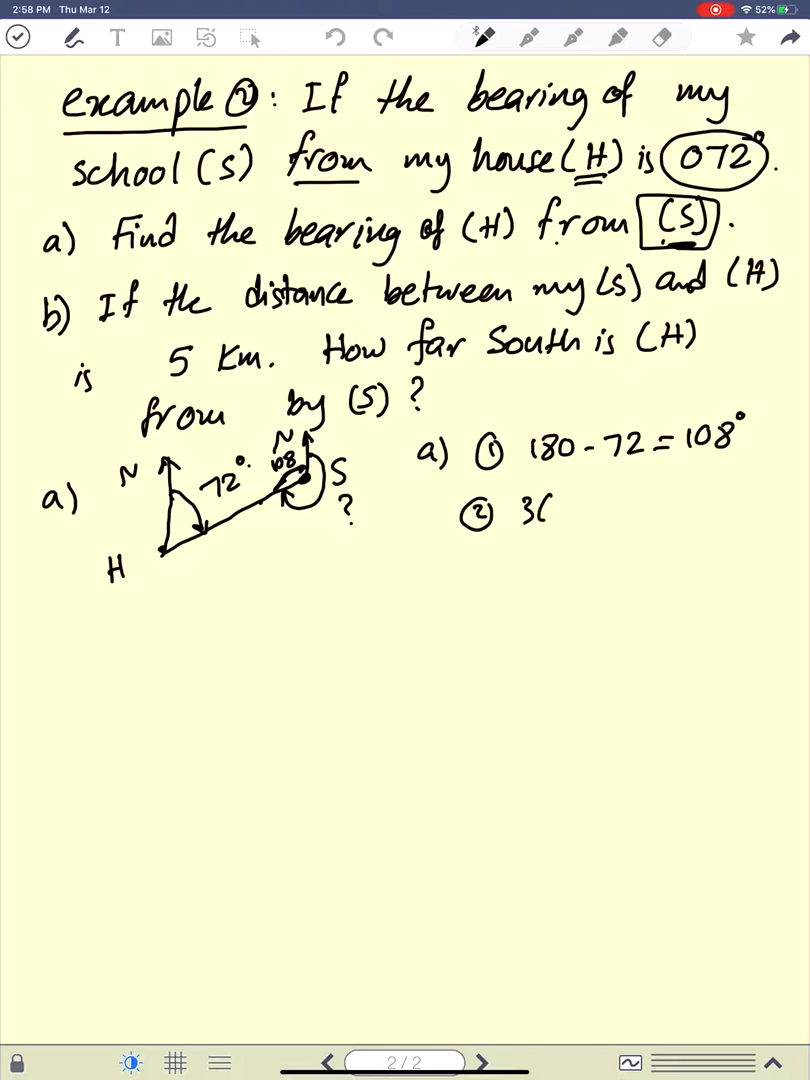 2:58 PM Thu Mar 12
52%
example ②: If the bearing of my
school (S) from my house (H) is 072°.
a) Find the bearing of (H) from (S).
b) If the distance between my (S) and (H)
is 5 Km. How far South is (H)
from by (S)?
a) ① 180 - 72 = 108°
② 3(
a)
N
72°
N
108
S
?
H
2 / 2